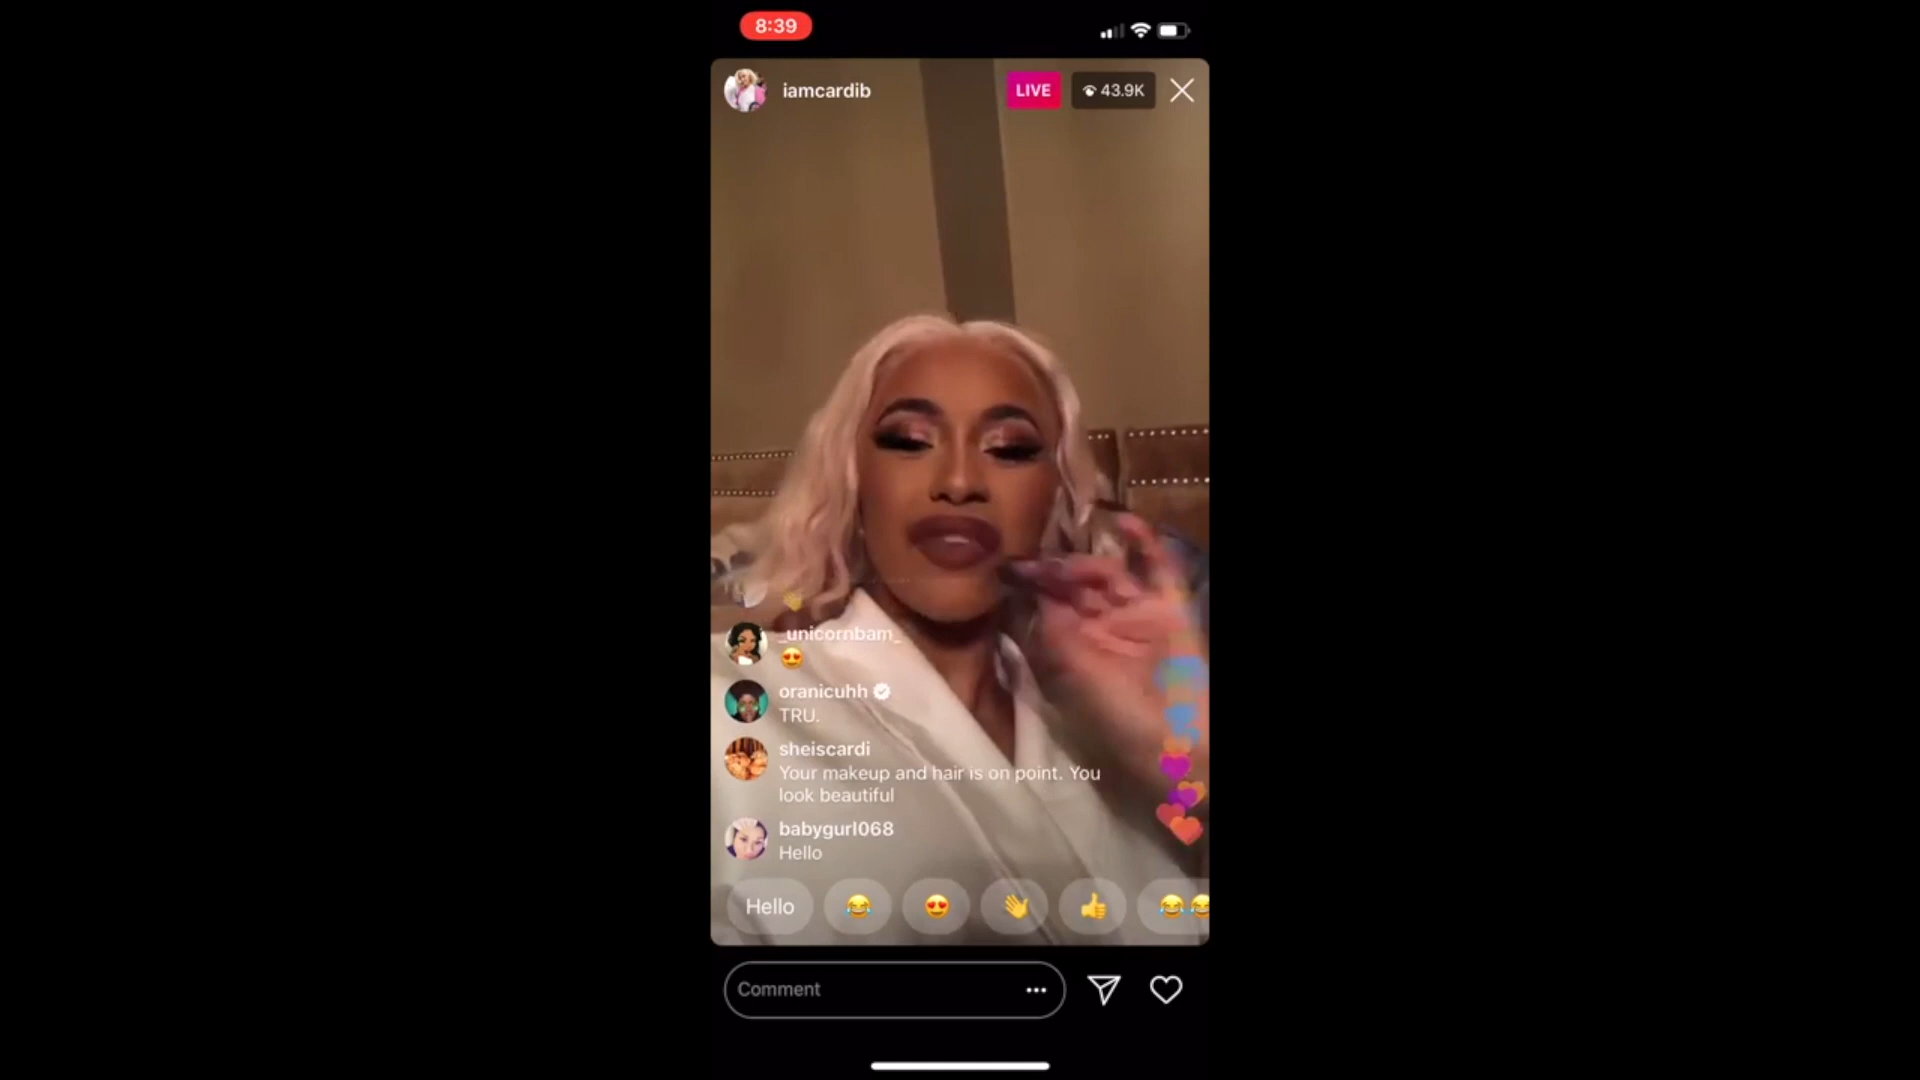 8:39
iamcardib
LIVE
43.9K
_unicornbam_
oranicuhh
TRU.
sheiscardi
Your makeup and hair is on point. You
look beautiful
babygurl068
Hello
Hello
Comment